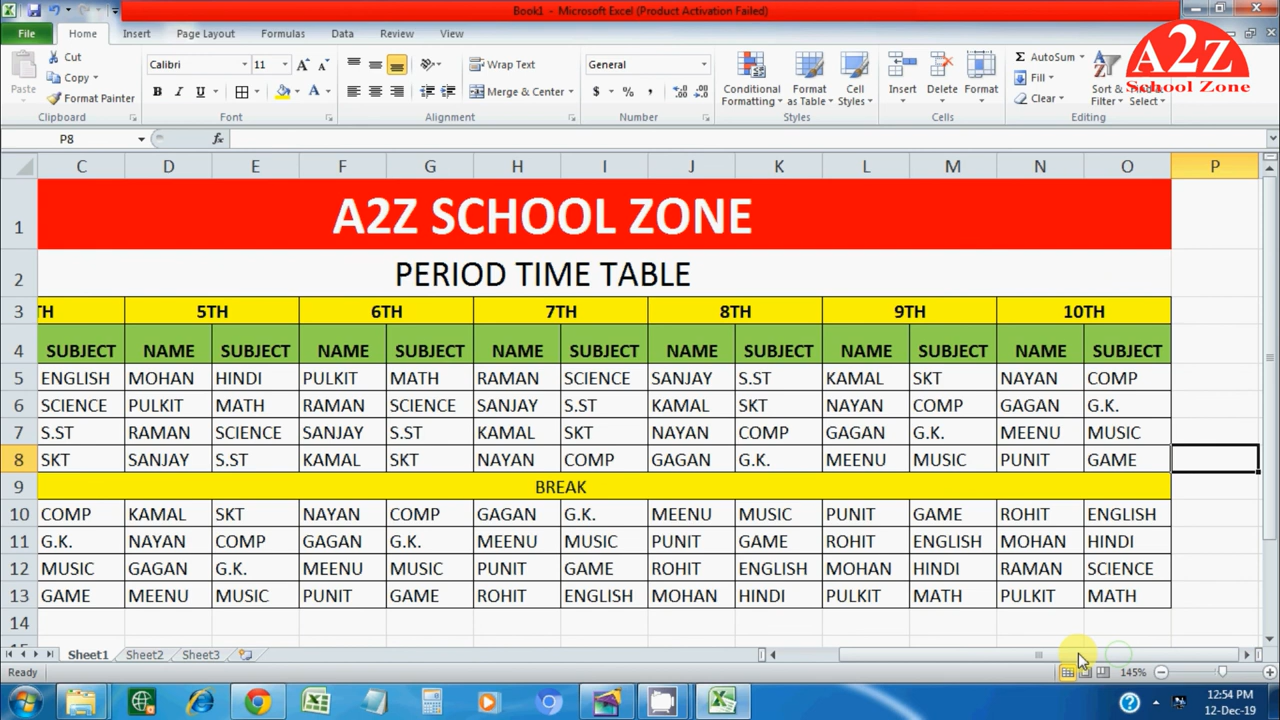 Book1 - Microsoft Excel (Product Activation Failed)
File Home Insert Page Layout Formulas Data Review View
A2Z
School Zone
Paste
Cut
Copy
Format Painter
Clipboard
Calibri 11
B I U
Font
Wrap Text
Merge & Center
Alignment
General
$ % ,
Number
Conditional Formatting
Format as Table
Cell Styles
Styles
Insert Delete Format
Cells
AutoSum
Fill
Clear
Sort & Filter
Select
Editing
P8 fx
C D E F G H I J K L M N O P
1 A2Z SCHOOL ZONE
2 PERIOD TIME TABLE
3 TH 5TH 6TH 7TH 8TH 9TH 10TH
4 SUBJECT NAME SUBJECT NAME SUBJECT NAME SUBJECT NAME SUBJECT NAME SUBJECT NAME SUBJECT
5 ENGLISH MOHAN HINDI PULKIT MATH RAMAN SCIENCE SANJAY S.ST KAMAL SKT NAYAN COMP
6 SCIENCE PULKIT MATH RAMAN SCIENCE SANJAY S.ST KAMAL SKT NAYAN COMP GAGAN G.K.
7 S.ST RAMAN SCIENCE SANJAY S.ST KAMAL SKT NAYAN COMP GAGAN G.K. MEENU MUSIC
8 SKT SANJAY S.ST KAMAL SKT NAYAN COMP GAGAN G.K. MEENU MUSIC PUNIT GAME
9 BREAK
10 COMP KAMAL SKT NAYAN COMP GAGAN G.K. MEENU MUSIC PUNIT GAME ROHIT ENGLISH
11 G.K. NAYAN COMP GAGAN G.K. MEENU MUSIC PUNIT GAME ROHIT ENGLISH MOHAN HINDI
12 MUSIC GAGAN G.K. MEENU MUSIC PUNIT GAME ROHIT ENGLISH MOHAN HINDI RAMAN SCIENCE
13 GAME MEENU MUSIC PUNIT GAME ROHIT ENGLISH MOHAN HINDI PULKIT MATH PULKIT MATH
14
Sheet1 Sheet2 Sheet3
Ready 145%
12:54 PM
12-Dec-19